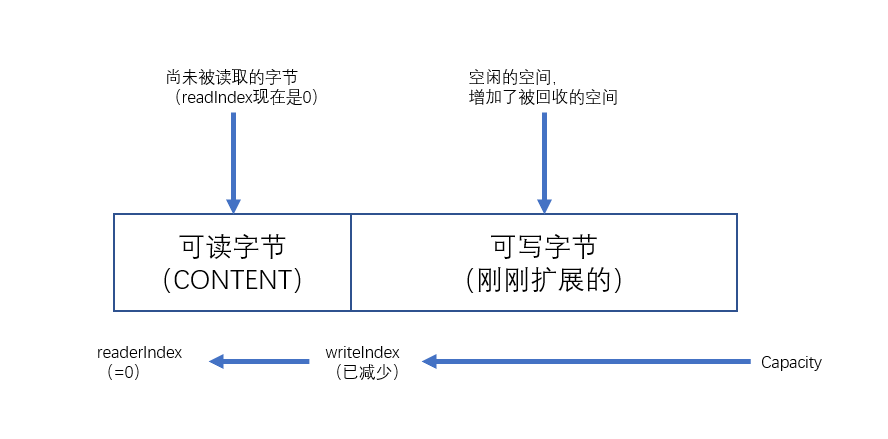 尚未被读取的字节
（readIndex现在是0）
空闲的空间，
增加了被回收的空间
可读字节
（CONTENT）
可写字节
（刚刚扩展的）
readerIndex
（=0）
writeIndex
（已减少）
Capacity